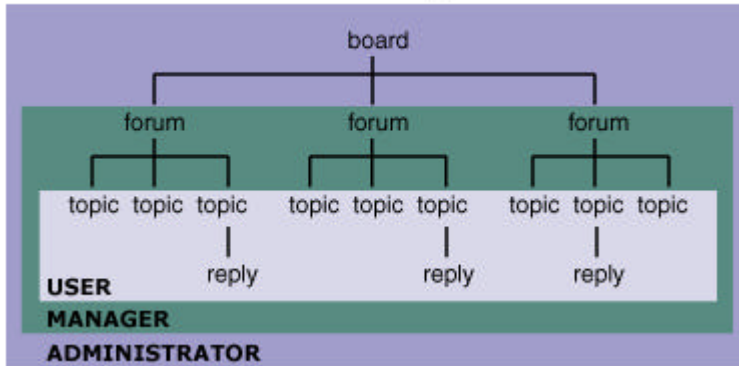 board
forum forum forum
topic topic topic topic topic topic topic topic topic
reply reply reply
USER
MANAGER
ADMINISTRATOR